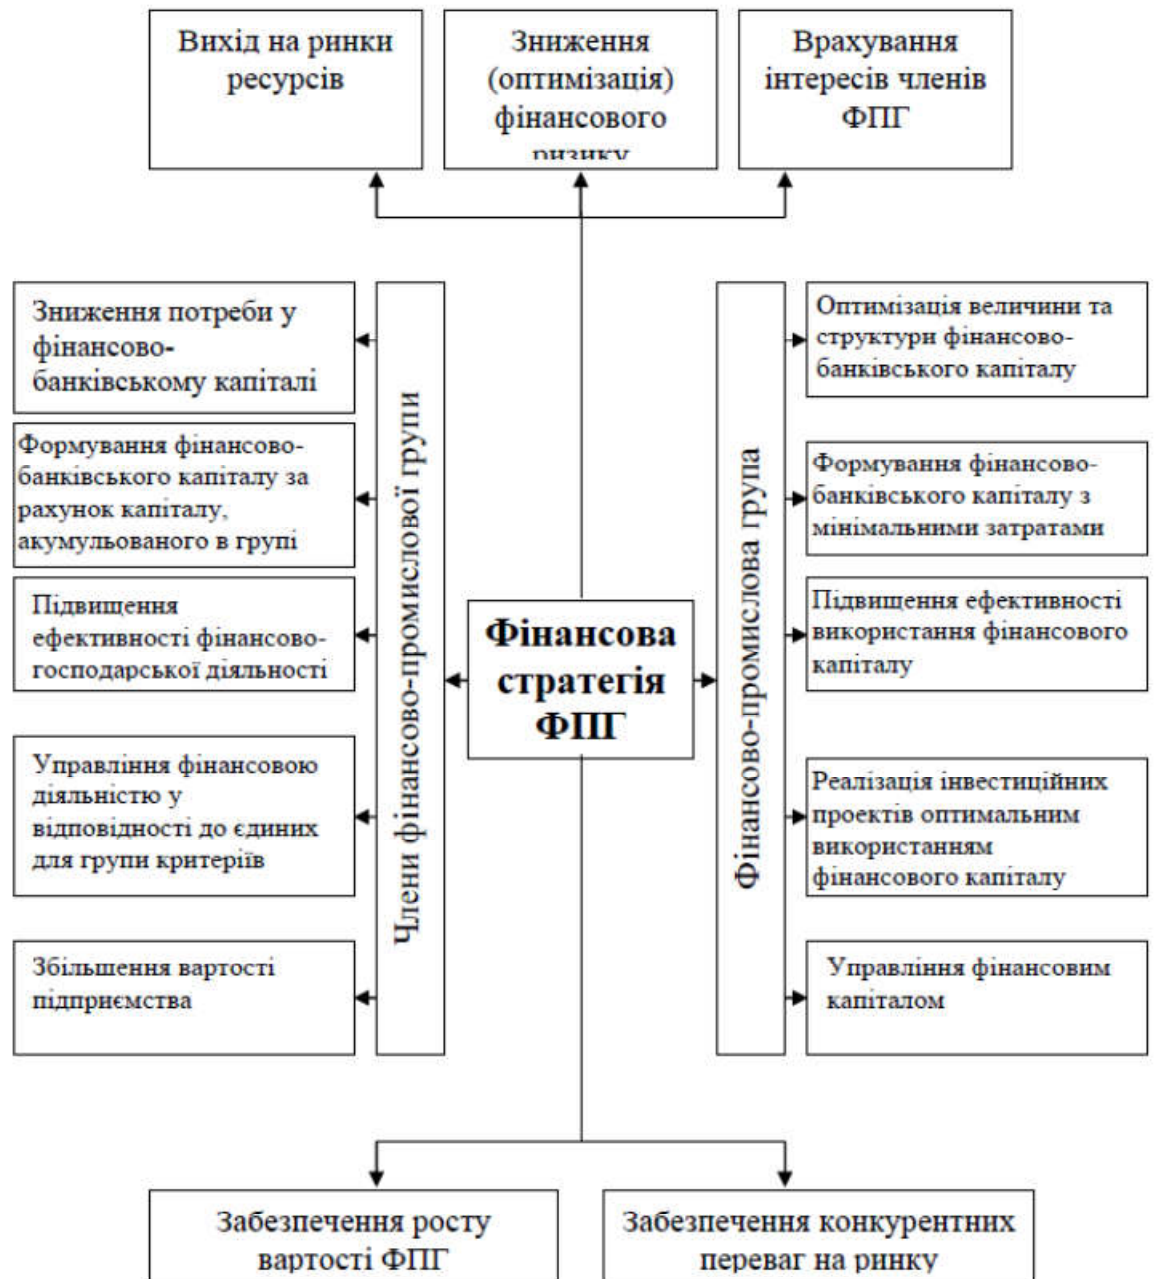 Вихід на ринки
ресурсів
Зниження
(оптимізація)
фінансового
ризику
Врахування
інтересів членів
ФПГ
Зниження потреби у
фінансово-
банківському капіталі
Формування фінансово-
банківського капіталу за
рахунок капіталу,
акумульованого в групі
Підвищення
ефективності фінансово-
господарської діяльності
Управління фінансовою
діяльністю у
відповідності до єдиних
для групи критеріїв
Збільшення вартості
підприємства
Члени фінансово-промислової групи
Фінансова
стратегія
ФПГ
Фінансово-промислова група
Оптимізація величини та
структури фінансово-
банківського капіталу
Формування фінансово-
банківського капіталу з
мінімальними затратами
Підвищення ефективності
використання фінансового
капіталу
Реалізація інвестиційних
проектів оптимальним
використанням
фінансового капіталу
Управління фінансовим
капіталом
Забезпечення росту
вартості ФПГ
Забезпечення конкурентних
переваг на ринку